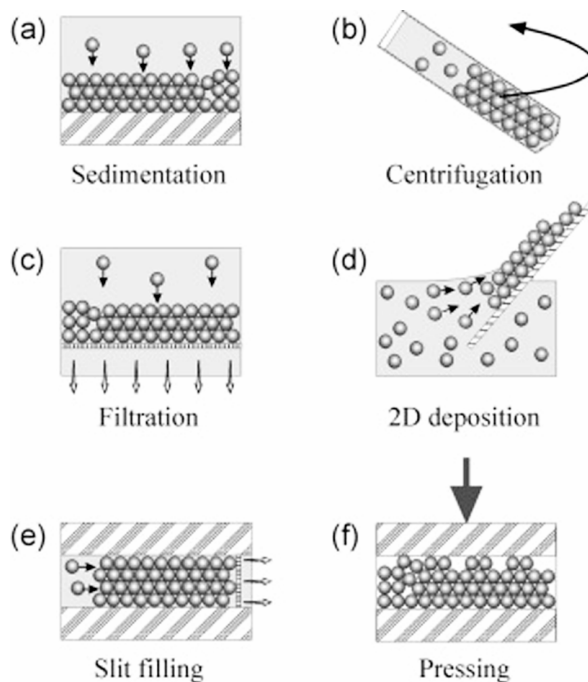 (a)
Sedimentation
(b)
Centrifugation
(c)
Filtration
(d)
2D deposition
(e)
Slit filling
(f)
Pressing